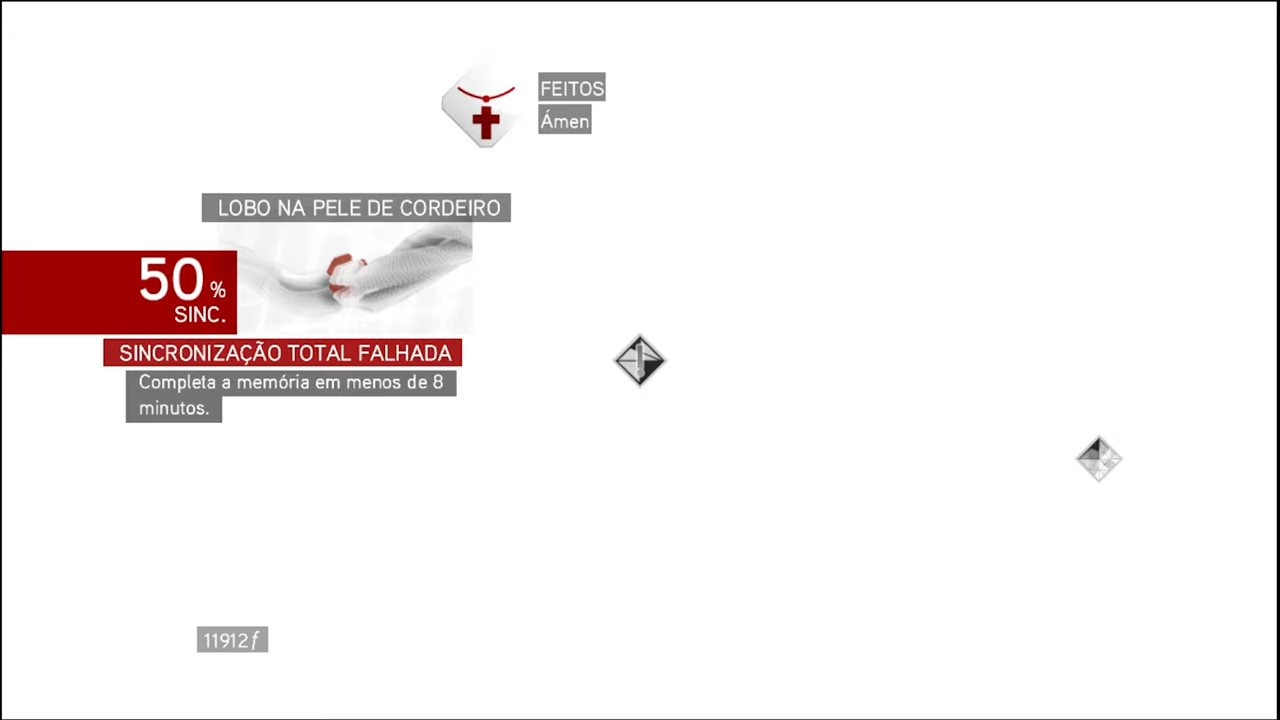 FEITOS
Ámen
LOBO NA PELE DE CORDEIRO
50 %
SINC.
SINCRONIZAÇÃO TOTAL FALHADA
Completa a memória em menos de 8
minutos.
11912ƒ